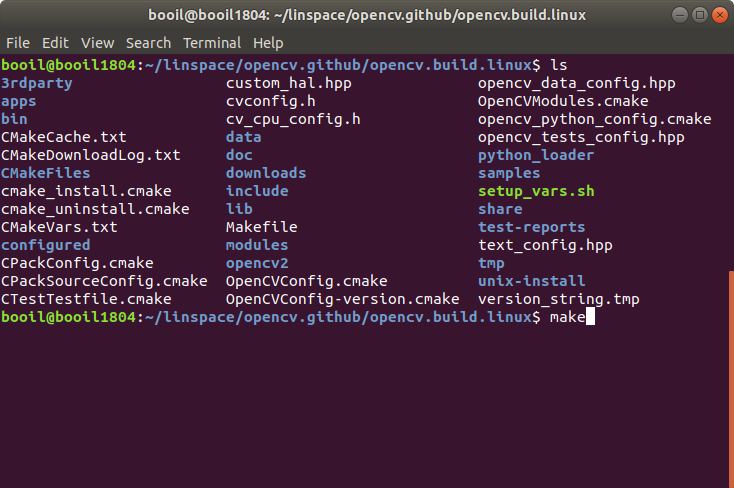 booil@booil1804: ~/linspace/opencv.github/opencv.build.linux
File Edit View Search Terminal Help
booil@booil1804:~/linspace/opencv.github/opencv.build.linux$ ls
3rdparty custom_hal.hpp opencv_data_config.hpp
apps cvconfig.h OpenCVModules.cmake
bin cv_cpu_config.h opencv_python_config.cmake
CMakeCache.txt data opencv_tests_config.hpp
CMakeDownloadLog.txt doc python_loader
CMakeFiles downloads samples
cmake_install.cmake include setup_vars.sh
cmake_uninstall.cmake lib share
CMakeVars.txt Makefile test-reports
configured modules text_config.hpp
CPackConfig.cmake opencv2 tmp
CPackSourceConfig.cmake OpenCVConfig.cmake unix-install
CTestTestfile.cmake OpenCVConfig-version.cmake version_string.tmp
booil@booil1804:~/linspace/opencv.github/opencv.build.linux$ make